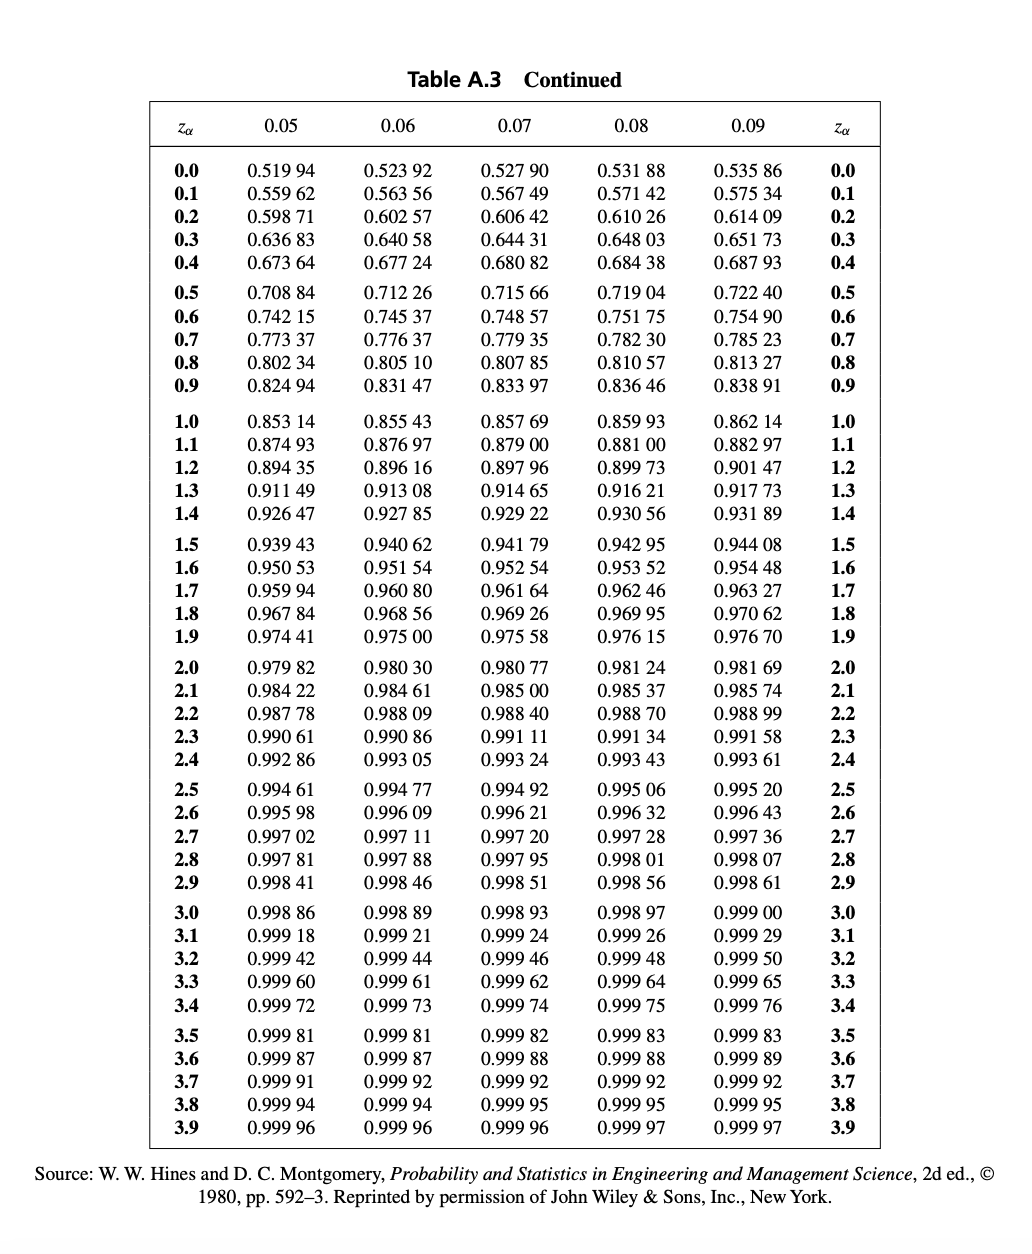 Table A.3 Continued
zα 0.05 0.06 0.07 0.08 0.09 zα
0.0 0.519 94 0.523 92 0.527 90 0.531 88 0.535 86 0.0
0.1 0.559 62 0.563 56 0.567 49 0.571 42 0.575 34 0.1
0.2 0.598 71 0.602 57 0.606 42 0.610 26 0.614 09 0.2
0.3 0.636 83 0.640 58 0.644 31 0.648 03 0.651 73 0.3
0.4 0.673 64 0.677 24 0.680 82 0.684 38 0.687 93 0.4
0.5 0.708 84 0.712 26 0.715 66 0.719 04 0.722 40 0.5
0.6 0.742 15 0.745 37 0.748 57 0.751 75 0.754 90 0.6
0.7 0.773 37 0.776 37 0.779 35 0.782 30 0.785 23 0.7
0.8 0.802 34 0.805 10 0.807 85 0.810 57 0.813 27 0.8
0.9 0.824 94 0.831 47 0.833 97 0.836 46 0.838 91 0.9
1.0 0.853 14 0.855 43 0.857 69 0.859 93 0.862 14 1.0
1.1 0.874 93 0.876 97 0.879 00 0.881 00 0.882 97 1.1
1.2 0.894 35 0.896 16 0.897 96 0.899 73 0.901 47 1.2
1.3 0.911 49 0.913 08 0.914 65 0.916 21 0.917 73 1.3
1.4 0.926 47 0.927 85 0.929 22 0.930 56 0.931 89 1.4
1.5 0.939 43 0.940 62 0.941 79 0.942 95 0.944 08 1.5
1.6 0.950 53 0.951 54 0.952 54 0.953 52 0.954 48 1.6
1.7 0.959 94 0.960 80 0.961 64 0.962 46 0.963 27 1.7
1.8 0.967 84 0.968 56 0.969 26 0.969 95 0.970 62 1.8
1.9 0.974 41 0.975 00 0.975 58 0.976 15 0.976 70 1.9
2.0 0.979 82 0.980 30 0.980 77 0.981 24 0.981 69 2.0
2.1 0.984 22 0.984 61 0.985 00 0.985 37 0.985 74 2.1
2.2 0.987 78 0.988 09 0.988 40 0.988 70 0.988 99 2.2
2.3 0.990 61 0.990 86 0.991 11 0.991 34 0.991 58 2.3
2.4 0.992 86 0.993 05 0.993 24 0.993 43 0.993 61 2.4
2.5 0.994 61 0.994 77 0.994 92 0.995 06 0.995 20 2.5
2.6 0.995 98 0.996 09 0.996 21 0.996 32 0.996 43 2.6
2.7 0.997 02 0.997 11 0.997 20 0.997 28 0.997 36 2.7
2.8 0.997 81 0.997 88 0.997 95 0.998 01 0.998 07 2.8
2.9 0.998 41 0.998 46 0.998 51 0.998 56 0.998 61 2.9
3.0 0.998 86 0.998 89 0.998 93 0.998 97 0.999 00 3.0
3.1 0.999 18 0.999 21 0.999 24 0.999 26 0.999 29 3.1
3.2 0.999 42 0.999 44 0.999 46 0.999 48 0.999 50 3.2
3.3 0.999 60 0.999 61 0.999 62 0.999 64 0.999 65 3.3
3.4 0.999 72 0.999 73 0.999 74 0.999 75 0.999 76 3.4
3.5 0.999 81 0.999 81 0.999 82 0.999 83 0.999 83 3.5
3.6 0.999 87 0.999 87 0.999 88 0.999 88 0.999 89 3.6
3.7 0.999 91 0.999 92 0.999 92 0.999 92 0.999 92 3.7
3.8 0.999 94 0.999 94 0.999 95 0.999 95 0.999 95 3.8
3.9 0.999 96 0.999 96 0.999 96 0.999 97 0.999 97 3.9
Source: W. W. Hines and D. C. Montgomery, Probability and Statistics in Engineering and Management Science, 2d ed., ©
1980, pp. 592–3. Reprinted by permission of John Wiley & Sons, Inc., New York.